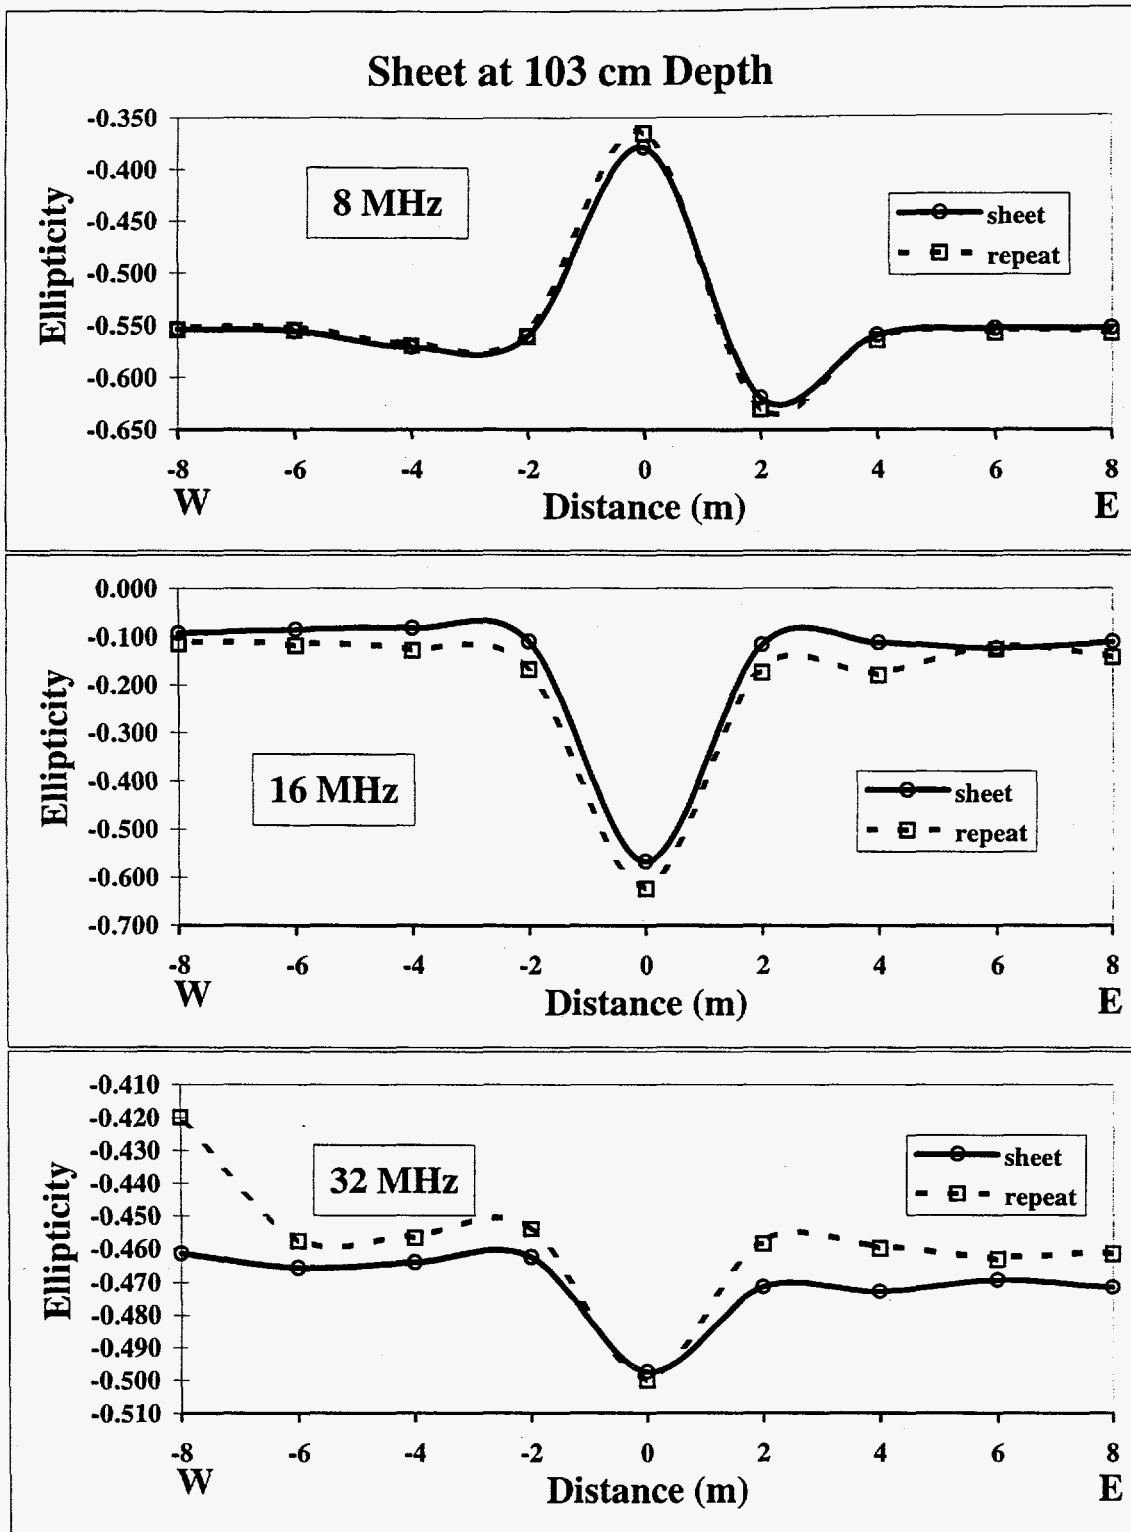 Sheet at 103 cm Depth
Ellipticity
-0.350
-0.400
-0.450
-0.500
-0.550
-0.600
-0.650
8 MHz
sheet
repeat
-8 -6 -4 -2 0 2 4 6 8
W Distance (m) E
Ellipticity
0.000
-0.100
-0.200
-0.300
-0.400
-0.500
-0.600
-0.700
16 MHz
sheet
repeat
-8 -6 -4 -2 0 2 4 6 8
W Distance (m) E
Ellipticity
-0.410
-0.420
-0.430
-0.440
-0.450
-0.460
-0.470
-0.480
-0.490
-0.500
-0.510
32 MHz
sheet
repeat
-8 -6 -4 -2 0 2 4 6 8
W Distance (m) E